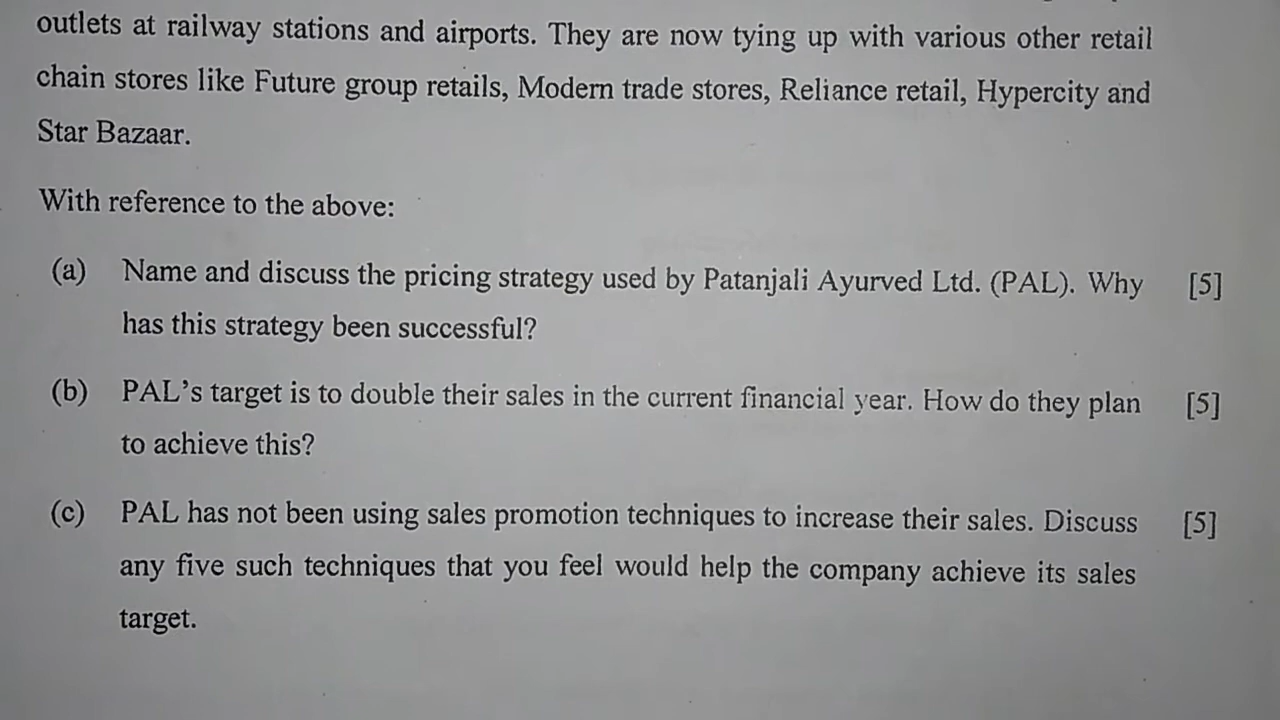 outlets at railway stations and airports. They are now tying up with various other retail
chain stores like Future group retails, Modern trade stores, Reliance retail, Hypercity and
Star Bazaar.
With reference to the above:
(a) Name and discuss the pricing strategy used by Patanjali Ayurved Ltd. (PAL). Why [5]
has this strategy been successful?
(b) PAL's target is to double their sales in the current financial year. How do they plan [5]
to achieve this?
(c) PAL has not been using sales promotion techniques to increase their sales. Discuss [5]
any five such techniques that you feel would help the company achieve its sales
target.